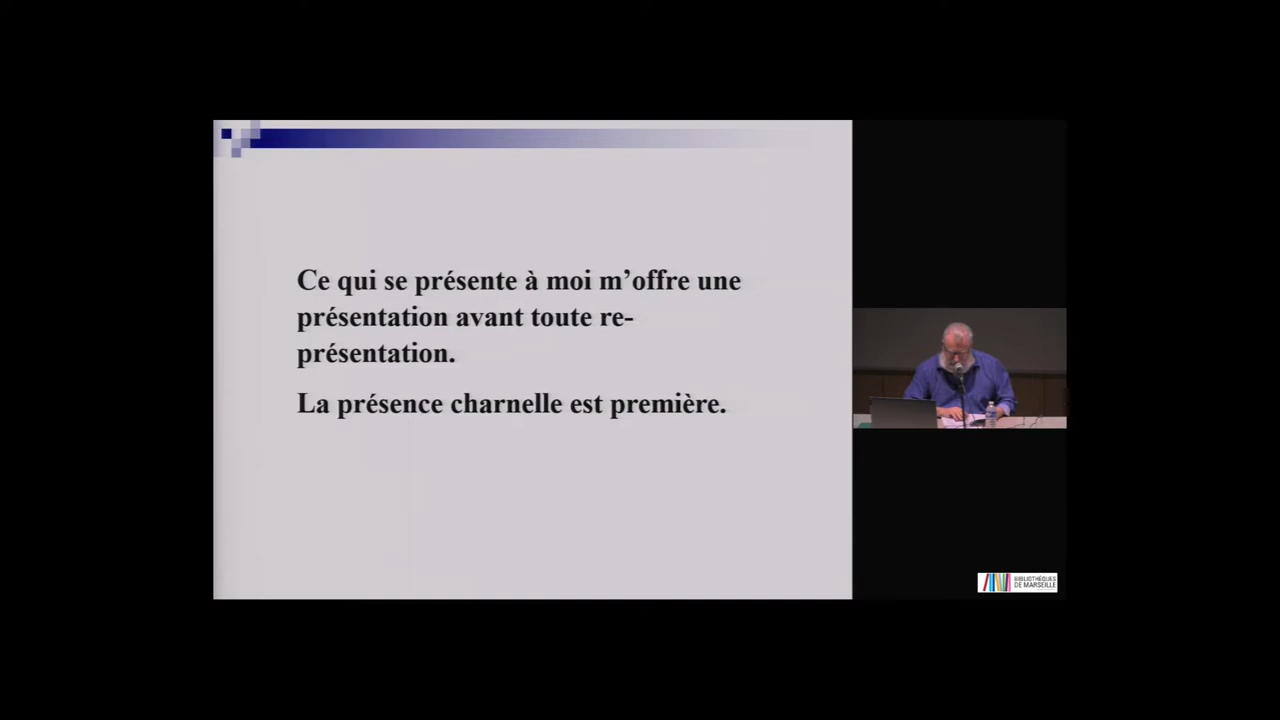 Ce qui se présente à moi m’offre une
présentation avant toute re-
présentation.
La présence charnelle est première.
BIBLIOTHÈQUES
DE MARSEILLE